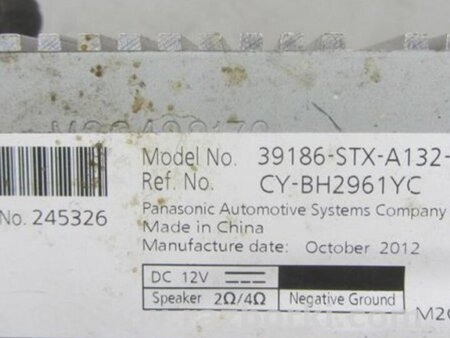 Model No. 39186-STX-A132-
Ref. No. CY-BH2961YC
No. 245326
Panasonic Automotive Systems Company
Made in China
Manufacture date: October 2012
DC 12V
Speaker 2Ω/4Ω
Negative Ground
M2